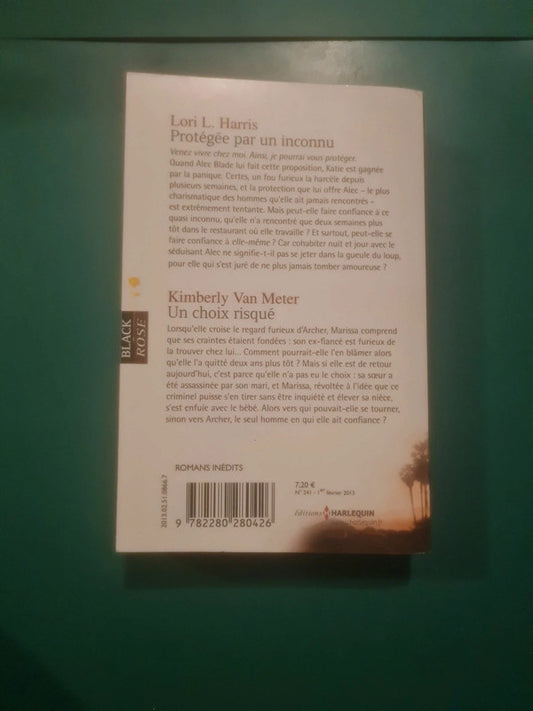 Lori L. Harris
Protégée par un inconnu
Venez vivre chez moi. Ainsi, je pourrai vous protéger.
Quand Alec Blade lui fait cette proposition, Katie est gagnée
par la panique. Certes, un fou furieux la harcèle depuis
plusieurs semaines, et la protection que lui offre Alec – le plus
charismatique des hommes qu'elle ait jamais rencontrés –
est extrêmement tentante. Mais peut-elle faire confiance à ce
quasi inconnu, qu'elle n'a rencontré que deux semaines plus
tôt dans le restaurant où elle travaille ? Et surtout, peut-elle se
faire confiance à elle-même ? Car cohabiter nuit et jour avec le
séduisant Alec ne signifie-t-il pas se jeter dans la gueule du loup,
pour elle qui s'est juré de ne plus jamais tomber amoureuse ?
Kimberly Van Meter
Un choix risqué
Lorsqu'elle croise le regard furieux d'Archer, Marissa comprend
que ses craintes étaient fondées : son ex-fiancé est furieux de
la trouver chez lui... Comment pourrait-elle l'en blâmer alors
qu'elle l'a quitté deux ans plus tôt ? Mais si elle est de retour
aujourd'hui, c'est parce qu'elle n'a pas eu le choix : sa sœur a
été assassinée par son mari, et Marissa, révoltée à l'idée que ce
criminel puisse s'en tirer sans être inquiété et élever sa nièce,
s'est enfuie avec le bébé. Alors vers qui pouvait-elle se tourner,
sinon vers Archer, le seul homme en qui elle ait confiance ?
BLACK
ROSE
ROMANS INÉDITS
2013.02.51.0866.7
9 782280 280426
7,20 €
N° 241 - 1er février 2013
éditions HARLEQUIN
www.harlequin.fr